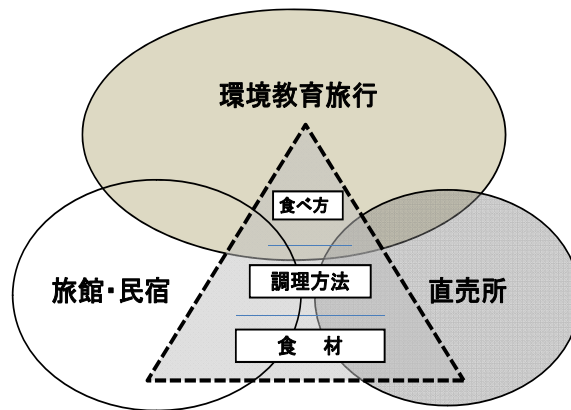 環境教育旅行
食べ方
旅館・民宿
調理方法
直売所
食 材